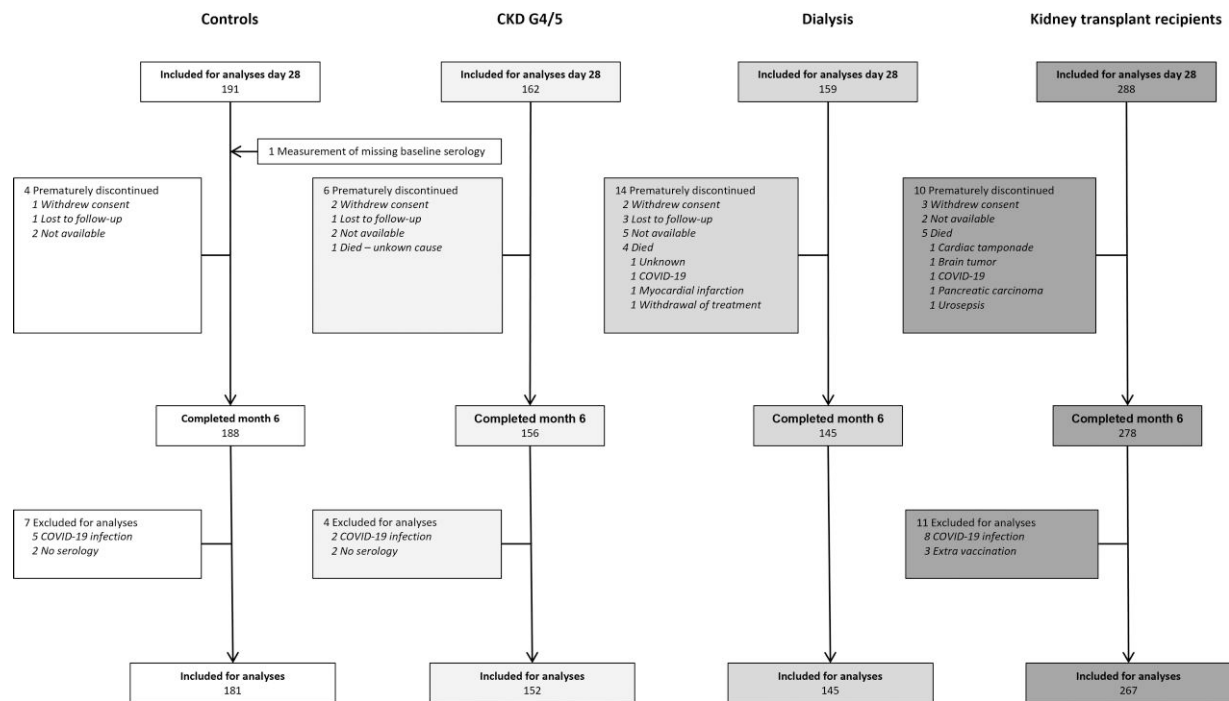 Controls
CKD G4/5
Dialysis
Kidney transplant recipients
Included for analyses day 28
191
Included for analyses day 28
162
Included for analyses day 28
159
Included for analyses day 28
288
1 Measurement of missing baseline serology
4 Prematurely discontinued
1 Withdrew consent
1 Lost to follow-up
2 Not available
6 Prematurely discontinued
2 Withdrew consent
1 Lost to follow-up
2 Not available
1 Died – unkown cause
14 Prematurely discontinued
2 Withdrew consent
3 Lost to follow-up
5 Not available
4 Died
1 Unknown
1 COVID-19
1 Myocardial infarction
1 Withdrawal of treatment
10 Prematurely discontinued
3 Withdrew consent
2 Not available
5 Died
1 Cardiac tamponade
1 Brain tumor
1 COVID-19
1 Pancreatic carcinoma
1 Urosepsis
Completed month 6
188
Completed month 6
156
Completed month 6
145
Completed month 6
278
7 Excluded for analyses
5 COVID-19 infection
2 No serology
4 Excluded for analyses
2 COVID-19 infection
2 No serology
11 Excluded for analyses
8 COVID-19 infection
3 Extra vaccination
Included for analyses
181
Included for analyses
152
Included for analyses
145
Included for analyses
267